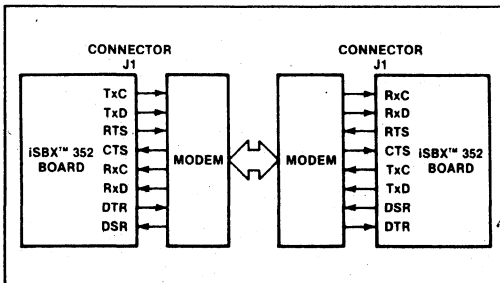 CONNECTOR
J1
CONNECTOR
J1
iSBX™ 352
BOARD
TxC
TxD
RTS
CTS
RxC
RxD
DTR
DSR
MODEM
MODEM
RxC
RxD
RTS
CTS
TxC
TxD
DSR
DTR
iSBX™ 352
BOARD